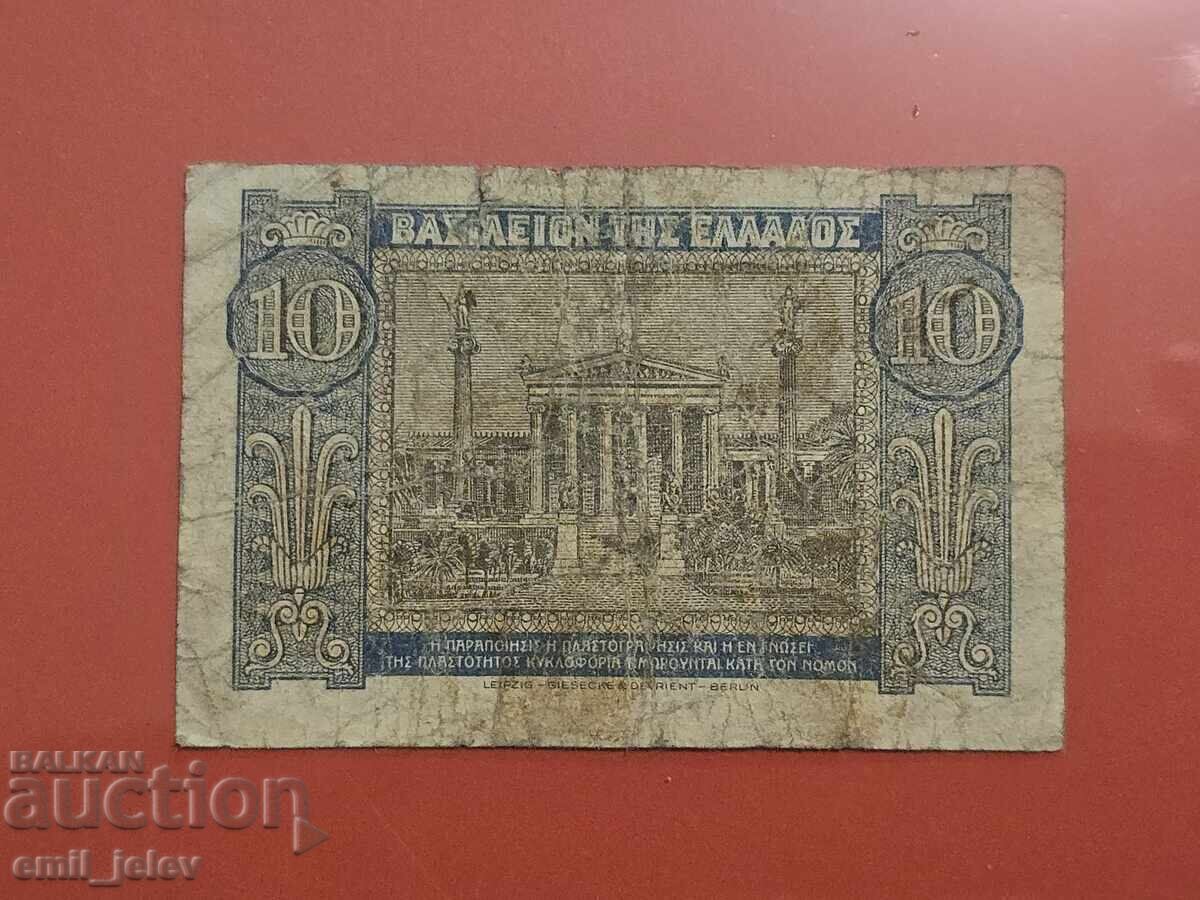 ΒΑΣΙΛΕΙΟΝ ΤΗΣ ΕΛΛΑΔΟΣ
10
10
Η ΠΑΡΑΠΟΙΗΣΙΣ Η ΠΛΑΣΤΟΓΡΑΦΗΣΙΣ ΚΑΙ Η ΕΝ ΓΝΩΣΕΙ
ΤΗΣ ΠΛΑΣΤΟΤΗΤΟΣ ΚΥΚΛΟΦΟΡΙΑ ΤΙΜΩΡΟΥΝΤΑΙ ΚΑΤΑ ΤΟΝ ΝΟΜΟΝ
LEIPZIG - GIESECKE & DEVRIENT - BERLIN
BALKAN
auction
emil_jelev